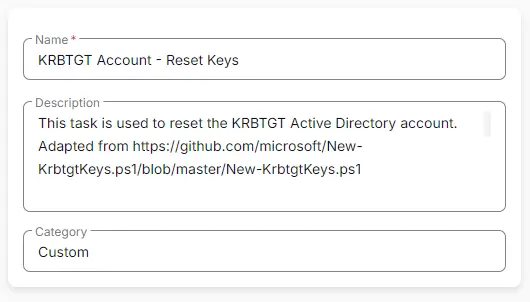 Name *
KRBTGT Account - Reset Keys
Description
This task is used to reset the KRBTGT Active Directory account.
Adapted from https://github.com/microsoft/New-
KrbtgtKeys.ps1/blob/master/New-KrbtgtKeys.ps1
Category
Custom